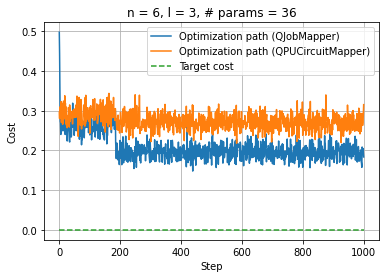 n = 6, l = 3, # params = 36
Optimization path (QJobMapper)
Optimization path (QPUCircuitMapper)
Target cost
Cost
0.5
0.4
0.3
0.2
0.1
0.0
0 200 400 600 800 1000
Step